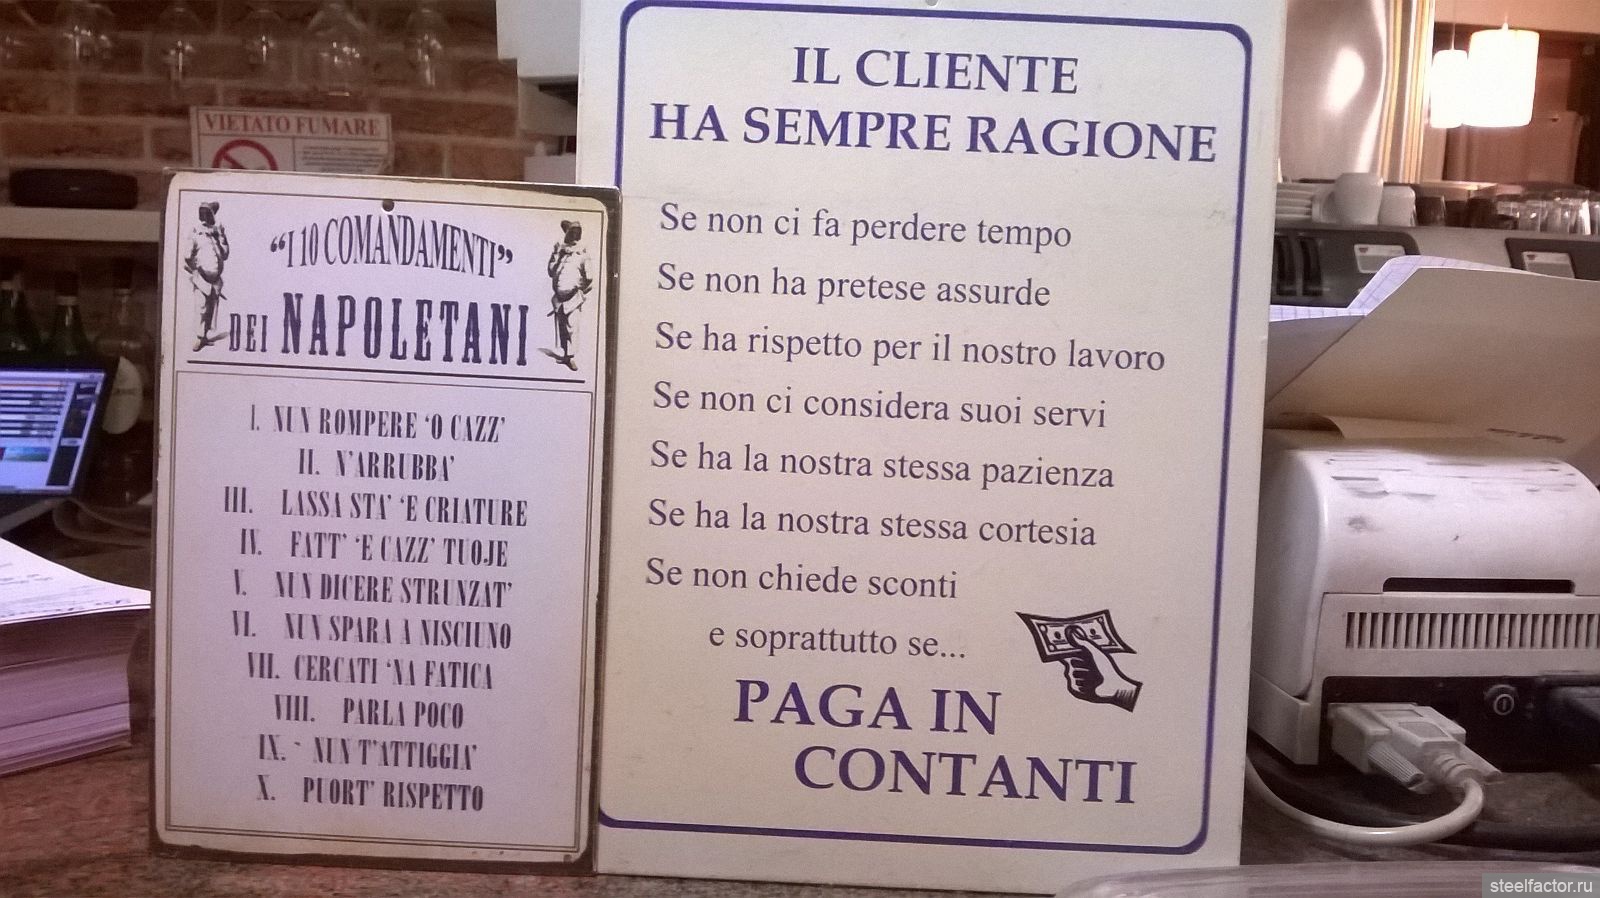 VIETATO FUMARE
"I 10 COMANDAMENTI"
DEI NAPOLETANI
I. NUN ROMPERE 'O CAZZ'
II. N'ARRUBBA'
III. LASSA STA' 'E CRIATURE
IV. FATT' 'E CAZZ' TUOJE
V. NUN DICERE STRUNZAT'
VI. NUN SPARA A NISCIUNO
VII. CERCATI 'NA FATICA
VIII. PARLA POCO
IX. NUN T'ATTIGGIA'
X. PUORT' RISPETTO
IL CLIENTE
HA SEMPRE RAGIONE
Se non ci fa perdere tempo
Se non ha pretese assurde
Se ha rispetto per il nostro lavoro
Se non ci considera suoi servi
Se ha la nostra stessa pazienza
Se ha la nostra stessa cortesia
Se non chiede sconti
e soprattutto se...
PAGA IN
CONTANTI
steelfactor.ru